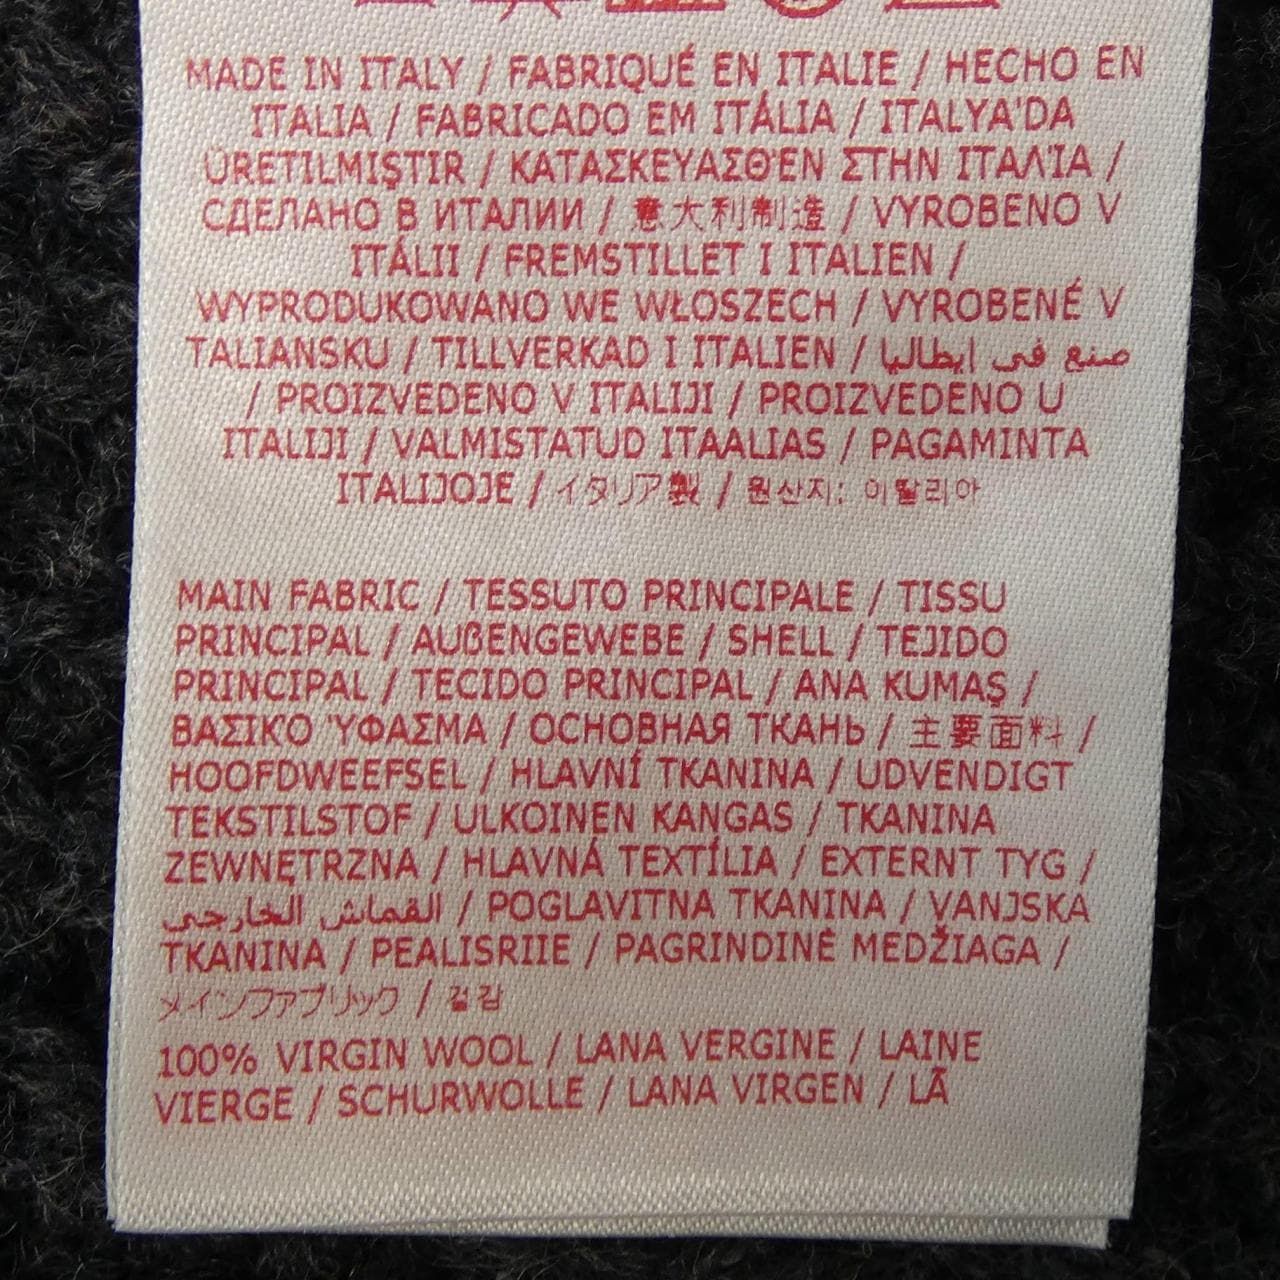 MADE IN ITALY / FABRIQUÉ EN ITALIE / HECHO EN
ITALIA / FABRICADO EM ITÁLIA / ITALYA'DA
ÜRETILMIŞTIR / ΚΑΤΑΣΚΕΥΑΣΘ'ΕΝ ΣΤΗΝ ΙΤΑΛ'ΙΑ /
СДЕЛАНО В ИТАЛИИ / 意大利制造 / VYROBENO V
ITÁLII / FREMSTILLET I ITALIEN /
WYPRODUKOWANO WE WŁOSZECH / VYROBENÉ V
TALIANSKU / TILLVERKAD I ITALIEN / صنع في إيطاليا
/ PROIZVEDENO V ITALIJI / PROIZVEDENO U
ITALIJI / VALMISTATUD ITAALIAS / PAGAMINTA
ITALIJOJE / イタリア製 / 원산지: 이탈리아
MAIN FABRIC / TESSUTO PRINCIPALE / TISSU
PRINCIPAL / AUßENGEWEBE / SHELL / TEJIDO
PRINCIPAL / TECIDO PRINCIPAL / ANA KUMAŞ /
ΒΑΣΙΚΟ 'ΥΦΑΣΜΑ / ОСНОВНАЯ ТКАНЬ / 主要面料 /
HOOFDWEEFSEL / HLAVNÍ TKANINA / UDVENDIGT
TEKSTILSTOF / ULKOINEN KANGAS / TKANINA
ZEWNĘTRZNA / HLAVNÁ TEXTÍLIA / EXTERNT TYG /
القماش الخارجي / POGLAVITNA TKANINA / VANJSKA
TKANINA / PEALISRIIE / PAGRINDINĖ MEDŽIAGA /
メインファブリック / 겉감
100% VIRGIN WOOL / LANA VERGINE / LAINE
VIERGE / SCHURWOLLE / LANA VIRGEN / LÃ